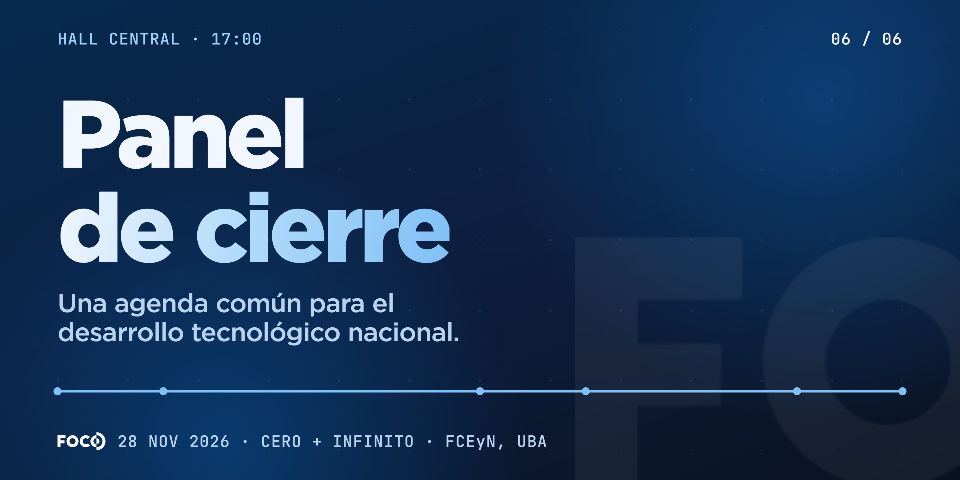 HALL CENTRAL · 17:00
06 / 06
Panel
de cierre
Una agenda común para el
desarrollo tecnológico nacional.
FO
FOCO 28 NOV 2026 · CERO + INFINITO · FCEyN, UBA